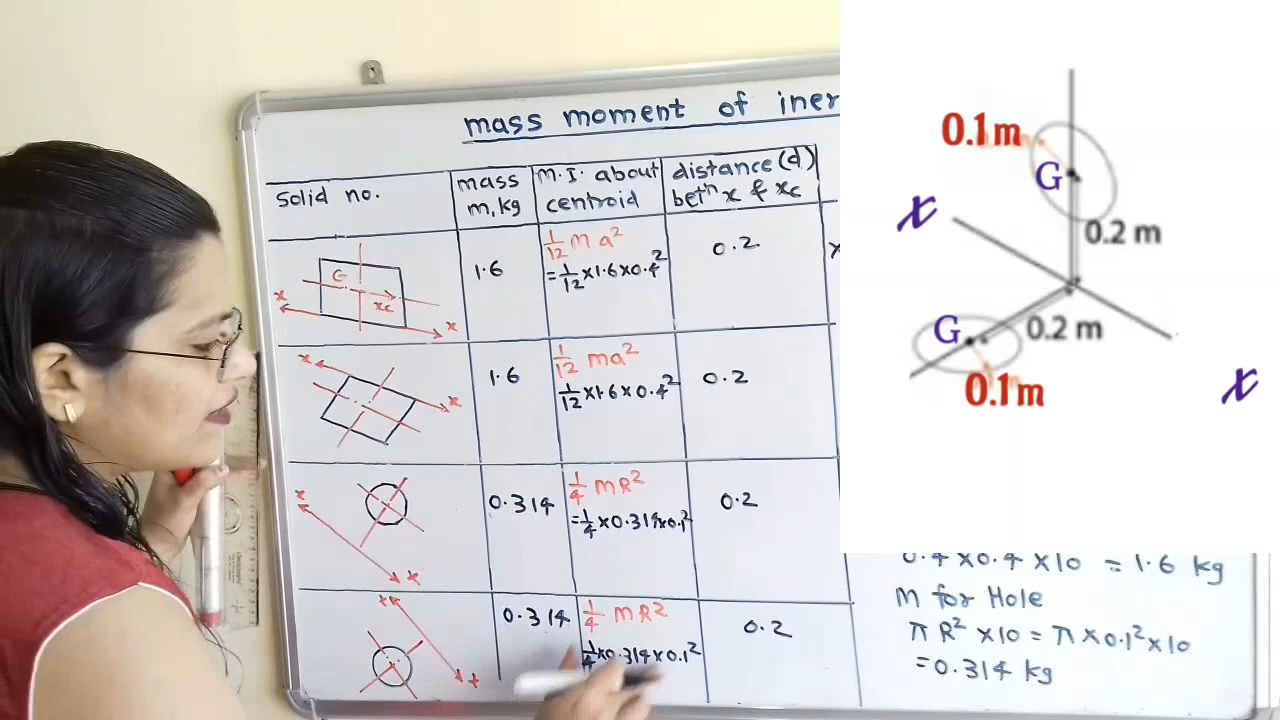 mass moment of iner
Solid no.
mass
m, kg
M.I. about
centroid
distance (d)
betⁿ x & xc
G
xc
x
x
1.6
1/12 m a²
= 1/12 ×1.6×0.4²
0.2
x
x
1.6
1/12 ma²
1/12 ×1.6×0.4²
0.2
x
x
0.314
1/4 MR²
= 1/4 ×0.314×0.1²
0.2
x
x
0.314
1/4 MR²
1/4 ×0.314×0.1²
0.2
0.1m
G
x
0.2 m
G
0.2 m
0.1m
x
0.4×0.4×10 = 1.6 kg
M for Hole
π R² ×10 = π×0.1²×10
= 0.314 kg